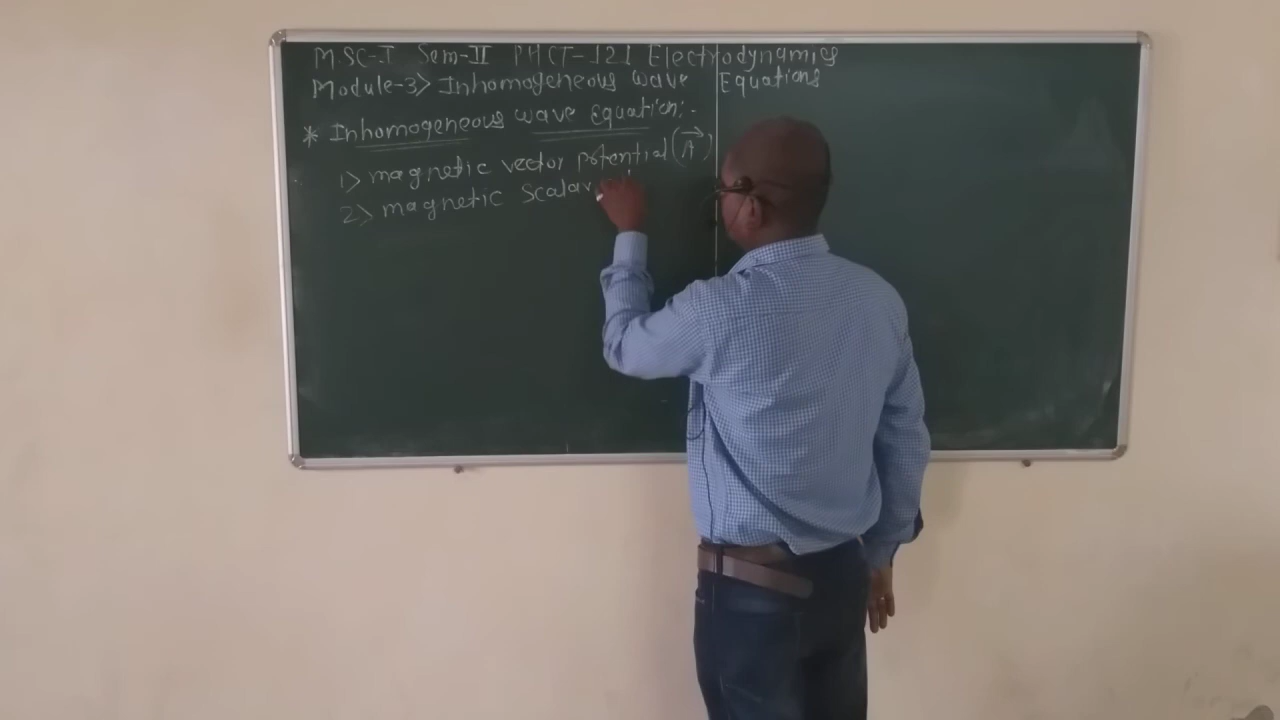 M.SC-I Sem-II PHCT-121 Electrodynamics
Module-3> Inhomogeneous wave Equations
* Inhomogeneous wave Equation:-
1> magnetic vector potential (A⃗)
2> magnetic scalar